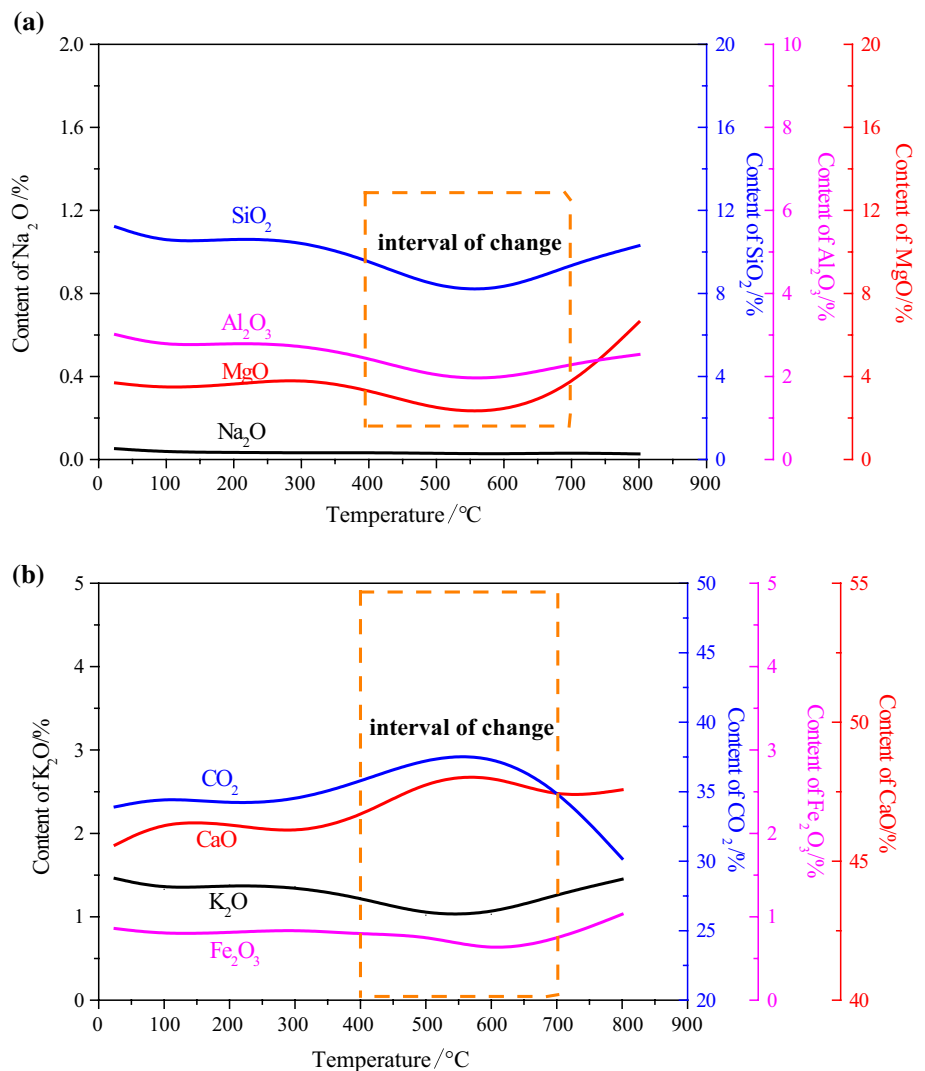 (a)
2.0
1.6
1.2
0.8
0.4
0.0
Content of Na₂O/%
SiO₂
interval of change
Al₂O₃
MgO
Na₂O
0 100 200 300 400 500 600 700 800 900
Temperature/°C
20
16
12
8
4
0
Content of SiO₂/%
10
8
6
4
2
0
Content of Al₂O₃/%
20
16
12
8
4
0
Content of MgO/%
(b)
5
4
3
2
1
0
Content of K₂O/%
interval of change
CO₂
CaO
K₂O
Fe₂O₃
0 100 200 300 400 500 600 700 800 900
Temperature/°C
50
45
40
35
30
25
20
Content of CO₂/%
5
4
3
2
1
0
Content of Fe₂O₃/%
55
50
45
40
Content of CaO/%